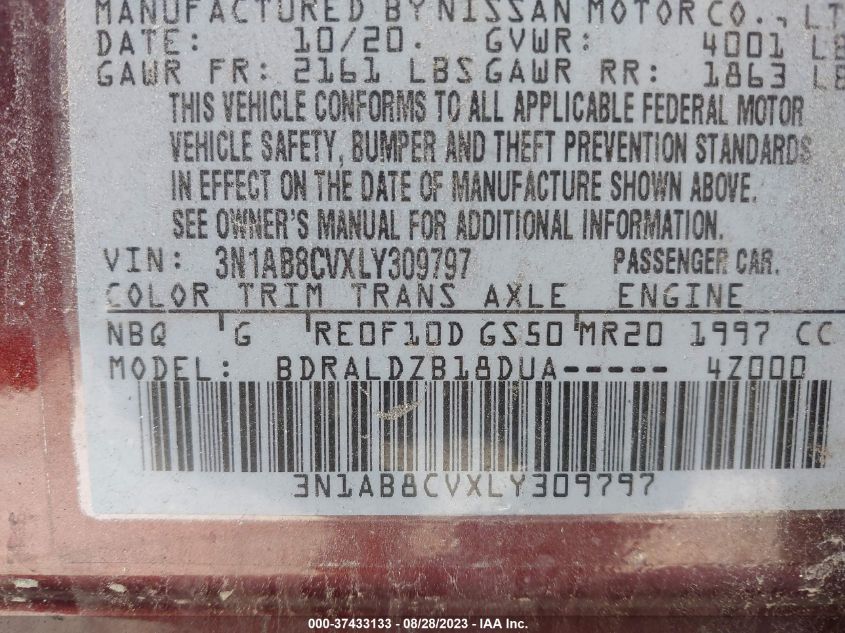 MANUFACTURED BY NISSAN MOTOR CO., LT
DATE: 10/20. GVWR: 4001 LB
GAWR FR: 2161 LBS GAWR RR: 1863 LB
THIS VEHICLE CONFORMS TO ALL APPLICABLE FEDERAL MOTOR
VEHICLE SAFETY, BUMPER AND THEFT PREVENTION STANDARDS
IN EFFECT ON THE DATE OF MANUFACTURE SHOWN ABOVE.
SEE OWNER'S MANUAL FOR ADDITIONAL INFORMATION.
VIN: 3N1AB8CVXLY309797 PASSENGER CAR.
COLOR TRIM TRANS AXLE ENGINE
NBQ G RE0F10D GS50 MR20 1997 CC
MODEL: BDRALDZB18DUA----- 4Z000
3N1AB8CVXLY309797
000-37433133 - 08/28/2023 - IAA Inc.